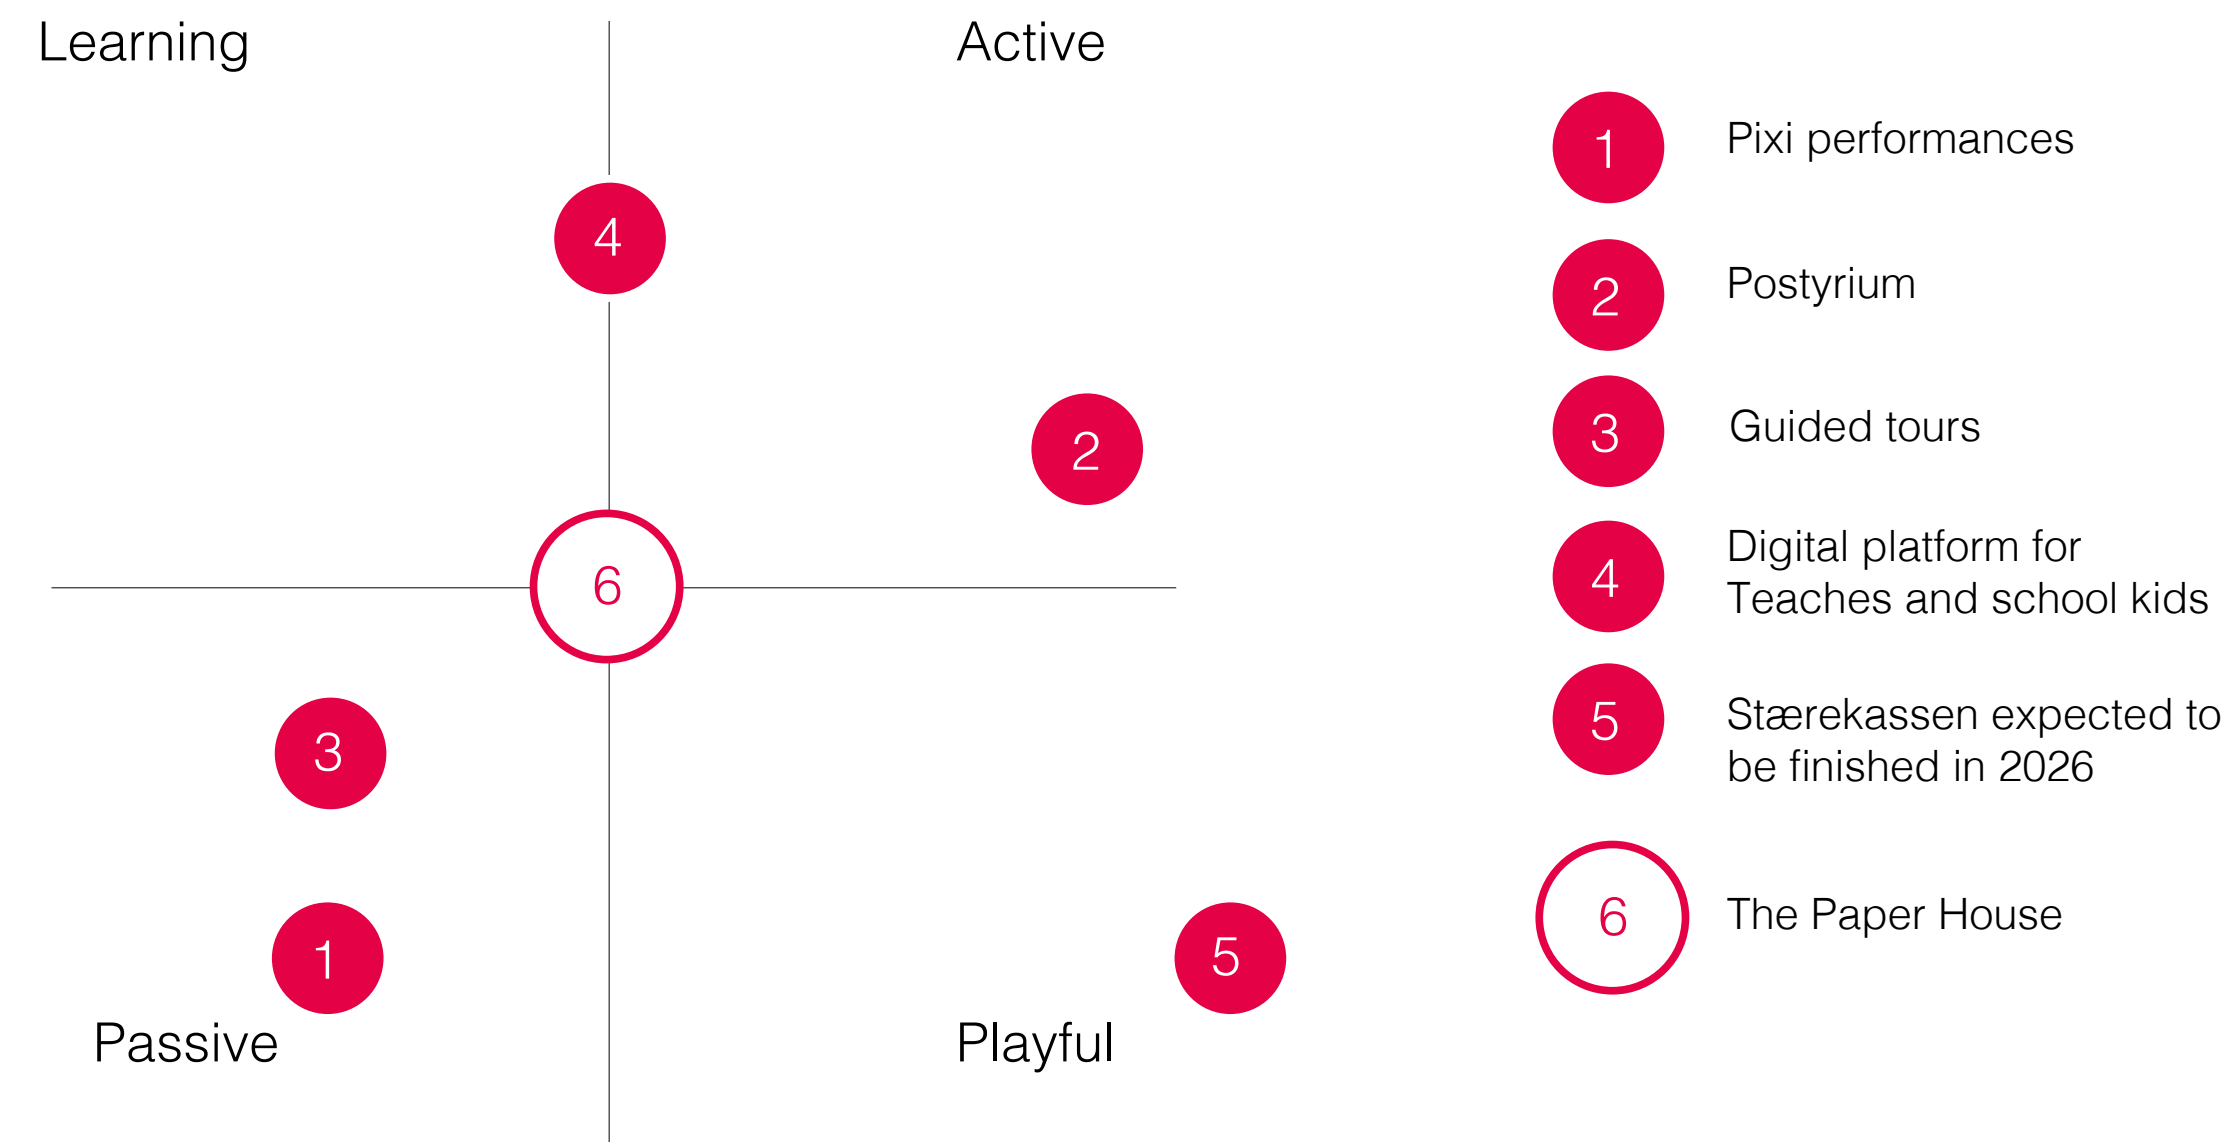 Learning
Active
4
2
6
3
1
5
Passive
Playful
1
Pixi performances
2
Postyrium
3
Guided tours
4
Digital platform for
Teaches and school kids
5
Stærekassen expected to
be finished in 2026
6
The Paper House